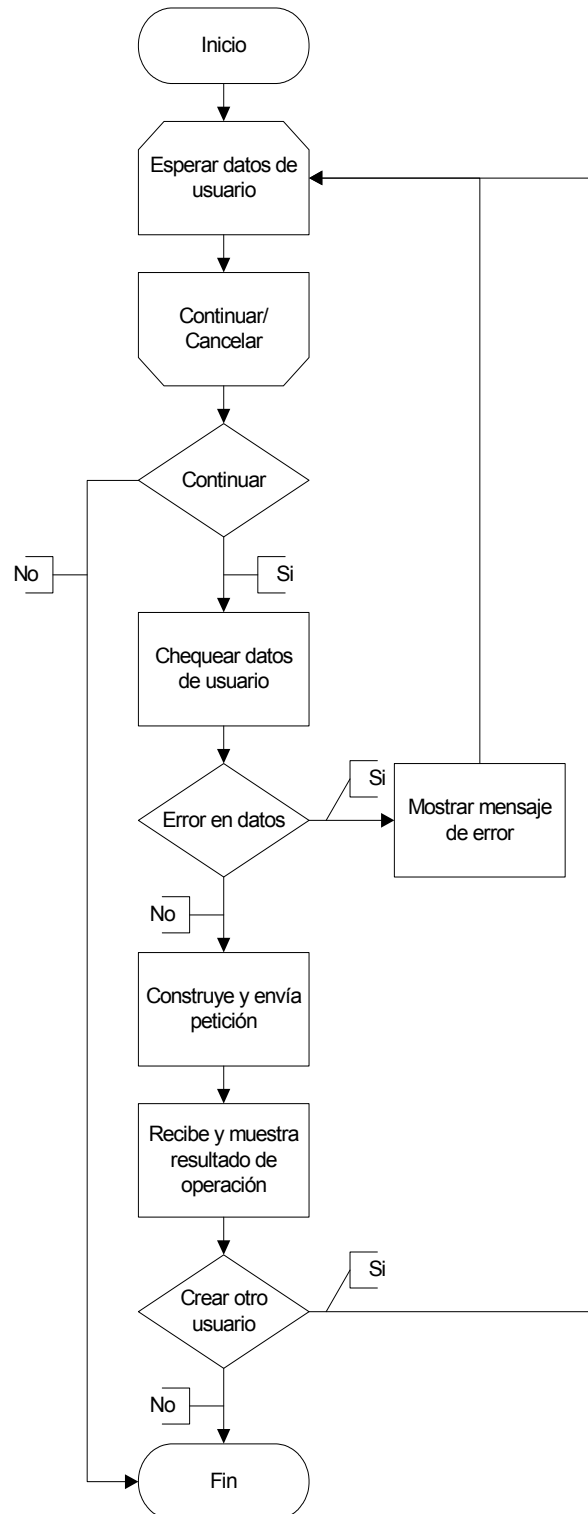 Inicio
Esperar datos de
usuario
Continuar/
Cancelar
Continuar
No
Si
Chequear datos
de usuario
Error en datos
Si
Mostrar mensaje
de error
No
Construye y envía
petición
Recibe y muestra
resultado de
operación
Crear otro
usuario
Si
No
Fin